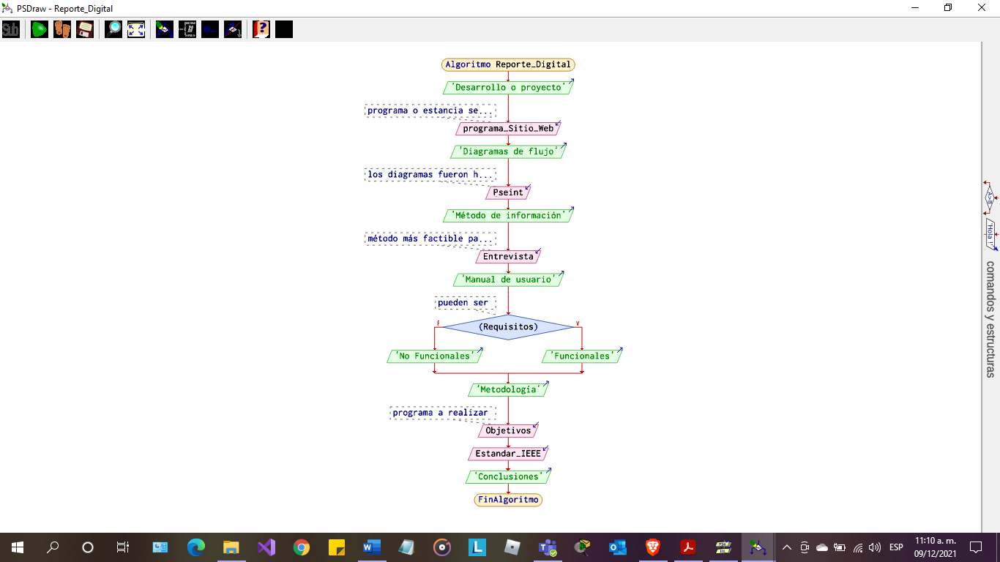 PSDraw - Reporte_Digital
Sub
Algoritmo Reporte_Digital
'Desarrollo o proyecto'
programa o estancia se...
programa_Sitio_Web
'Diagramas de flujo'
los diagramas fueron h...
Pseint
'Método de información'
método más factible pa...
Entrevista
'Manual de usuario'
pueden ser
F
(Requisitos)
V
'No Funcionales'
'Funcionales'
'Metodología'
programa a realizar
Objetivos
Estandar_IEEE
'Conclusiones'
FinAlgoritmo
A>B
'Hola !'
comandos y estructuras
ESP
11:10 a. m.
09/12/2021